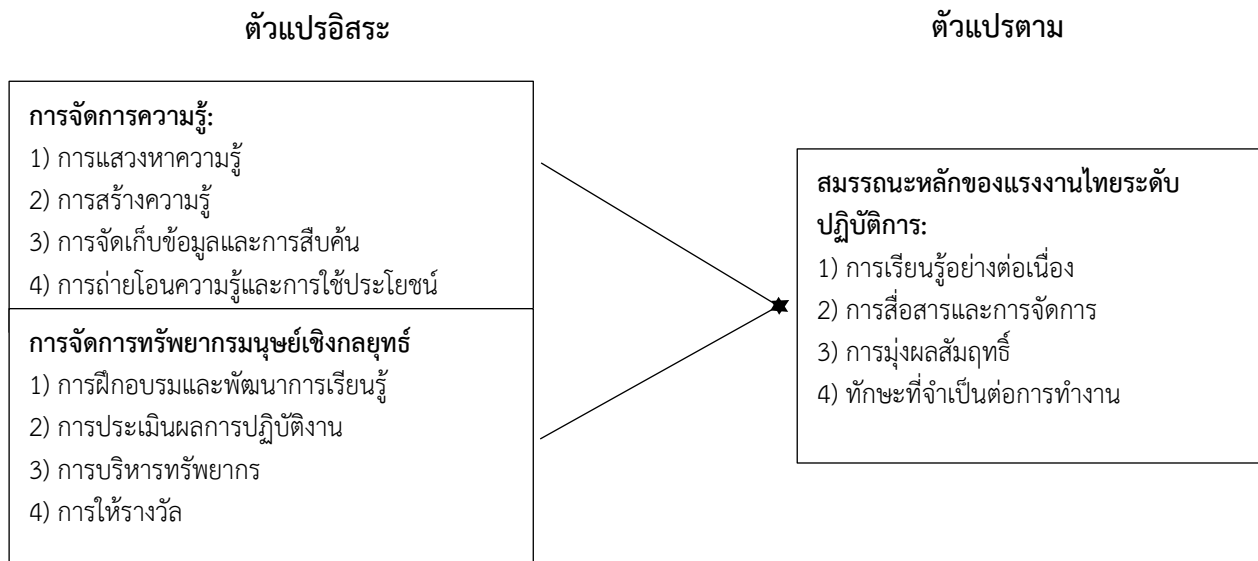 ตัวแปรอิสระ
ตัวแปรตาม
การจัดการความรู้:
1) การแสวงหาความรู้
2) การสร้างความรู้
3) การจัดเก็บข้อมูลและการสืบค้น
4) การถ่ายโอนความรู้และการใช้ประโยชน์
การจัดการทรัพยากรมนุษย์เชิงกลยุทธ์
1) การฝึกอบรมและพัฒนาการเรียนรู้
2) การประเมินผลการปฏิบัติงาน
3) การบริหารทรัพยากร
4) การให้รางวัล
สมรรถนะหลักของแรงงานไทยระดับ
ปฏิบัติการ:
1) การเรียนรู้อย่างต่อเนื่อง
2) การสื่อสารและการจัดการ
3) การมุ่งผลสัมฤทธิ์
4) ทักษะที่จำเป็นต่อการทำงาน